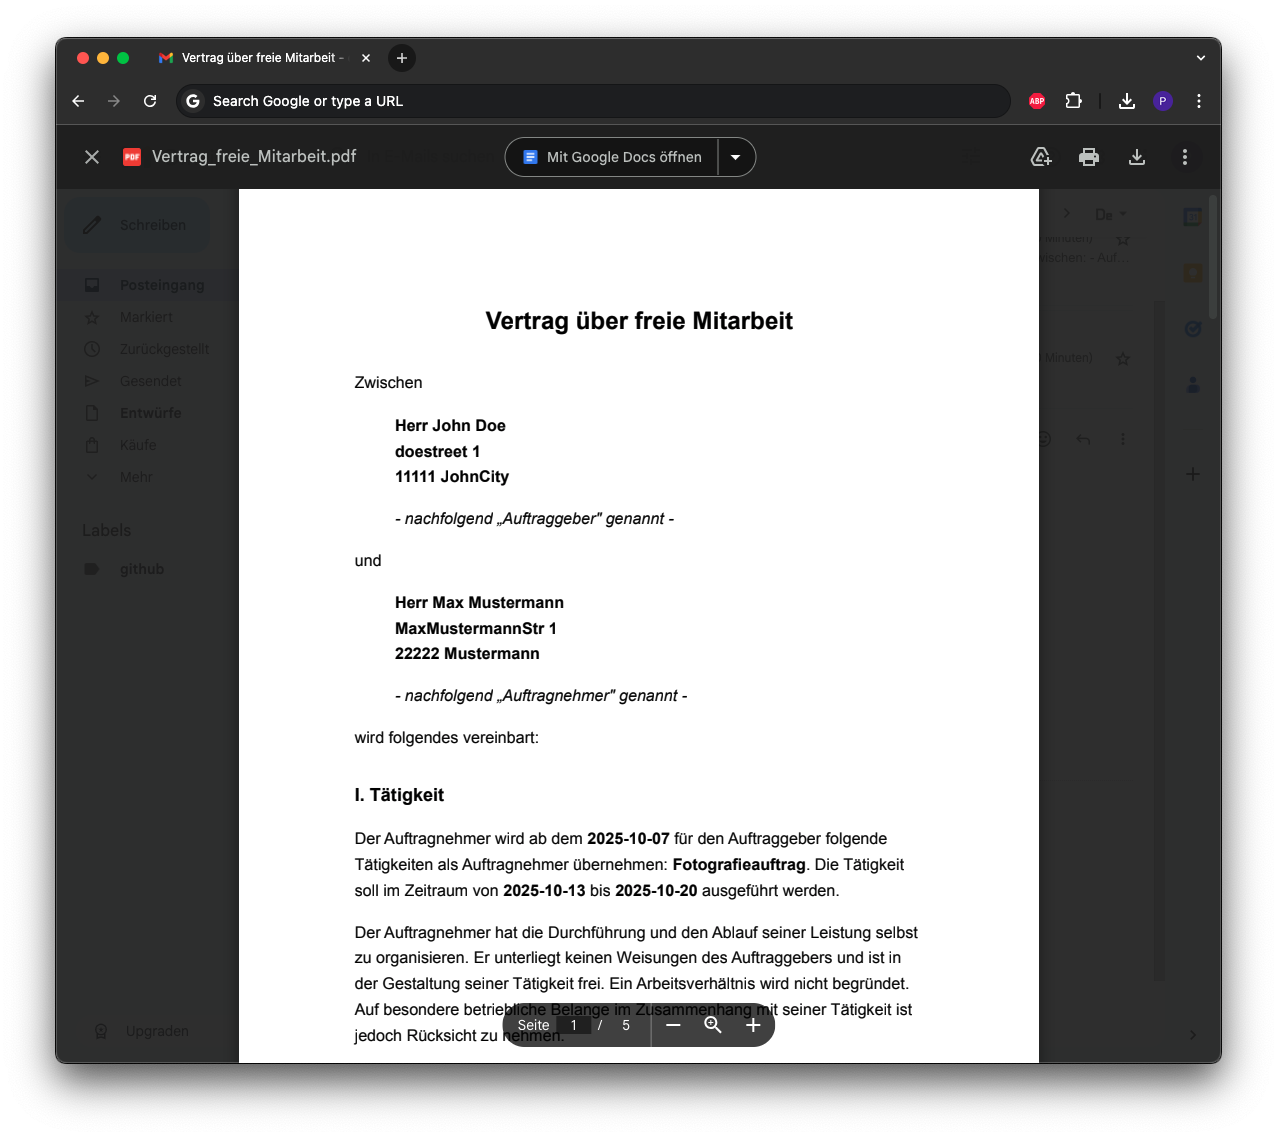 Vertrag über freie Mitarbeit -
Search Google or type a URL
ABP
P
PDF Vertrag_freie_Mitarbeit.pdf
Mit Google Docs öffnen
Schreiben
Posteingang
Markiert
Zurückgestellt
Gesendet
Entwürfe
Käufe
Mehr
Labels
github
Upgraden
De
Minuten)
wischen: - Auf...
Minuten)
Vertrag über freie Mitarbeit
Zwischen
Herr John Doe
doestreet 1
11111 JohnCity
- nachfolgend „Auftraggeber" genannt -
und
Herr Max Mustermann
MaxMustermannStr 1
22222 Mustermann
- nachfolgend „Auftragnehmer" genannt -
wird folgendes vereinbart:
I. Tätigkeit
Der Auftragnehmer wird ab dem 2025-10-07 für den Auftraggeber folgende
Tätigkeiten als Auftragnehmer übernehmen: Fotografieauftrag. Die Tätigkeit
soll im Zeitraum von 2025-10-13 bis 2025-10-20 ausgeführt werden.
Der Auftragnehmer hat die Durchführung und den Ablauf seiner Leistung selbst
zu organisieren. Er unterliegt keinen Weisungen des Auftraggebers und ist in
der Gestaltung seiner Tätigkeit frei. Ein Arbeitsverhältnis wird nicht begründet.
Auf besondere betriebliche Belange im Zusammenhang mit seiner Tätigkeit ist
jedoch Rücksicht zu nehmen.
Seite 1 / 5